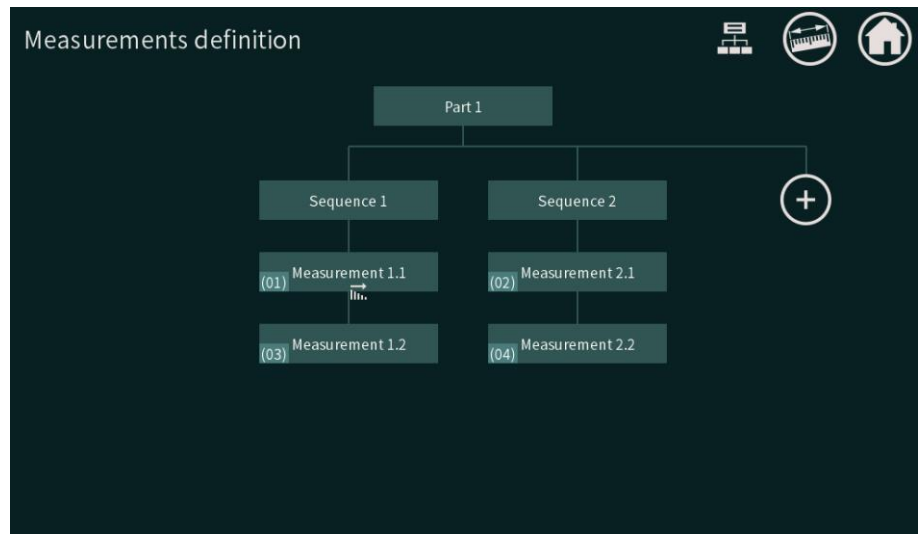 Measurements definition
Part 1
Sequence 1
Sequence 2
+
(01) Measurement 1.1
(02) Measurement 2.1
(03) Measurement 1.2
(04) Measurement 2.2